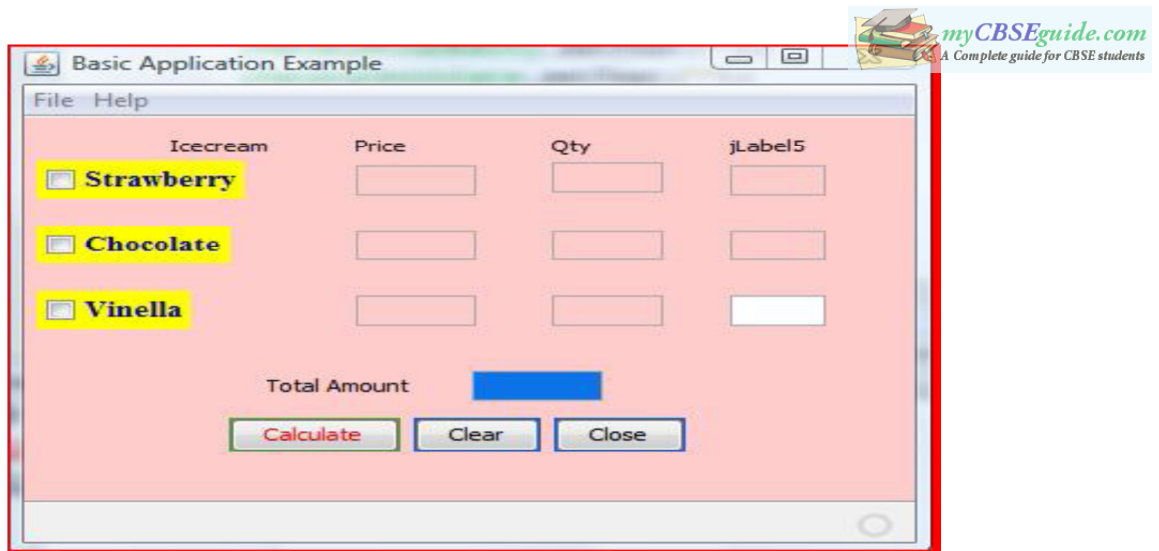 myCBSEguide.com
A Complete guide for CBSE students
Basic Application Example
File Help
Icecream Price Qty jLabel5
Strawberry
Chocolate
Vinella
Total Amount
Calculate Clear Close